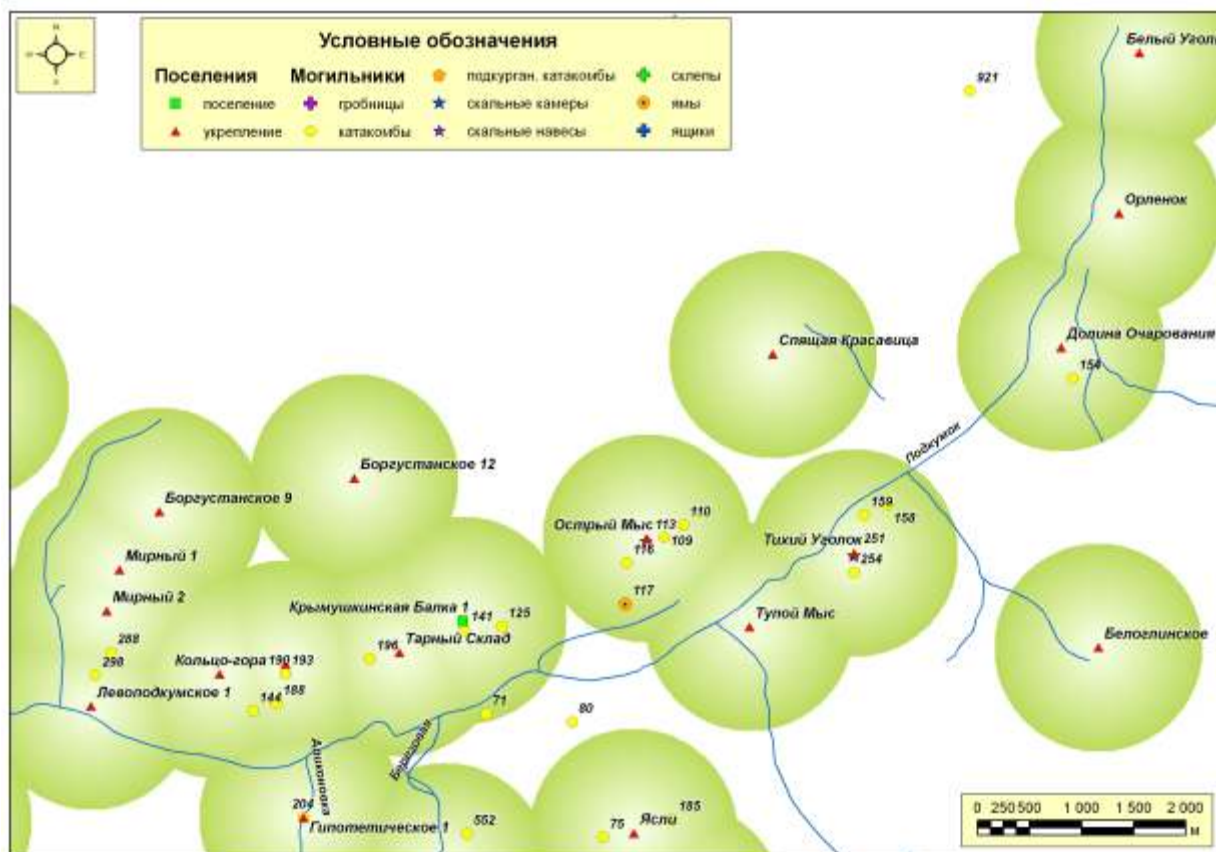 Условные обозначения
Поселения
поселение
укрепление
Могильники
гробницы
катакомбы
подкурган. катакомбы
скальные камеры
скальные навесы
склепы
ямы
ящики
Белый Уголо
921
Орленок
Долина Очарования
154
Спящая Красавица
Подкумок
Боргустанское 12
Боргустанское 9
159
158
110
Острый Мыс 113
109
Тихий Уголок 251
254
116
117
Мирный 1
Мирный 2
Крымушкинская Балка 1
141
125
Тупой Мыс
Тарный Склад
196
Белоглинское
288
298
Кольцо-гора 190 193
Левоподкумское 1
144
188
71
80
Аликоновка
204
Гипотетическое 1
552
75
Ясли
185
0 250 500 1 000 1 500 2 000
м